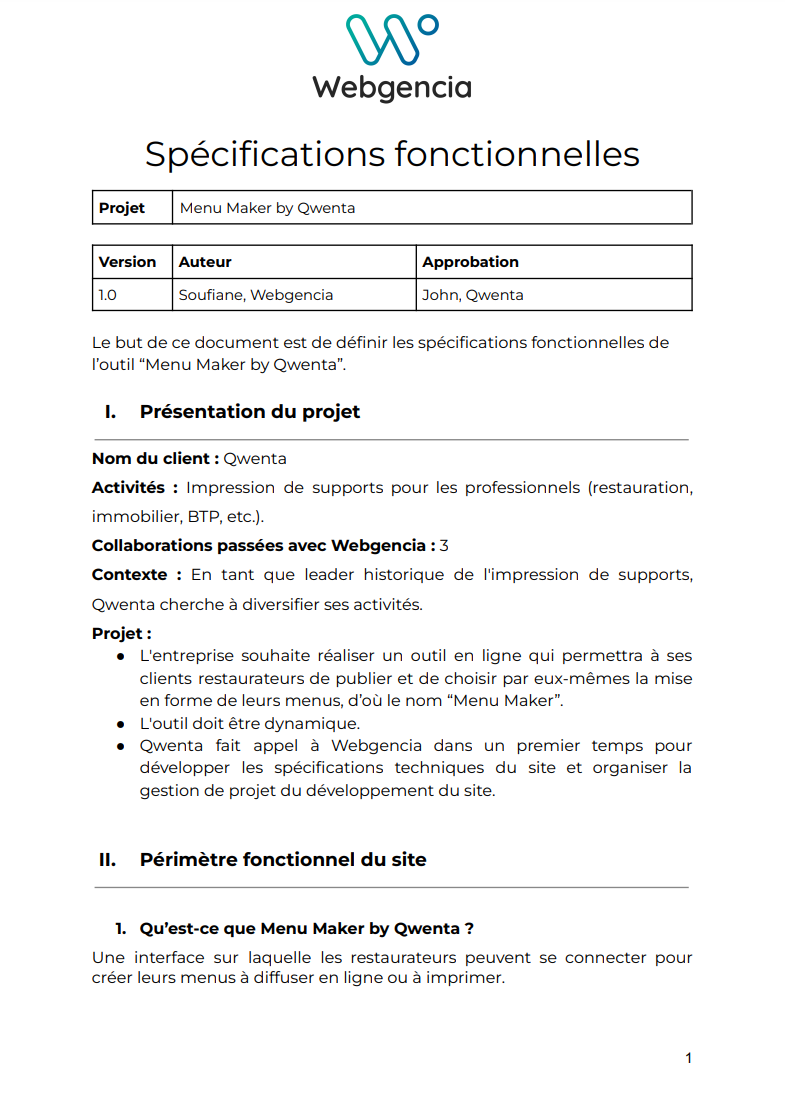 Webgencia
Spécifications fonctionnelles
Projet Menu Maker by Qwenta
Version Auteur Approbation
1.0 Soufiane, Webgencia John, Qwenta
Le but de ce document est de définir les spécifications fonctionnelles de
l’outil “Menu Maker by Qwenta”.
I. Présentation du projet
Nom du client : Qwenta
Activités : Impression de supports pour les professionnels (restauration,
immobilier, BTP, etc.).
Collaborations passées avec Webgencia : 3
Contexte : En tant que leader historique de l'impression de supports,
Qwenta cherche à diversifier ses activités.
Projet :
● L'entreprise souhaite réaliser un outil en ligne qui permettra à ses
clients restaurateurs de publier et de choisir par eux-mêmes la mise
en forme de leurs menus, d’où le nom “Menu Maker”.
● L'outil doit être dynamique.
● Qwenta fait appel à Webgencia dans un premier temps pour
développer les spécifications techniques du site et organiser la
gestion de projet du développement du site.
II. Périmètre fonctionnel du site
1. Qu’est-ce que Menu Maker by Qwenta ?
Une interface sur laquelle les restaurateurs peuvent se connecter pour
créer leurs menus à diffuser en ligne ou à imprimer.
1